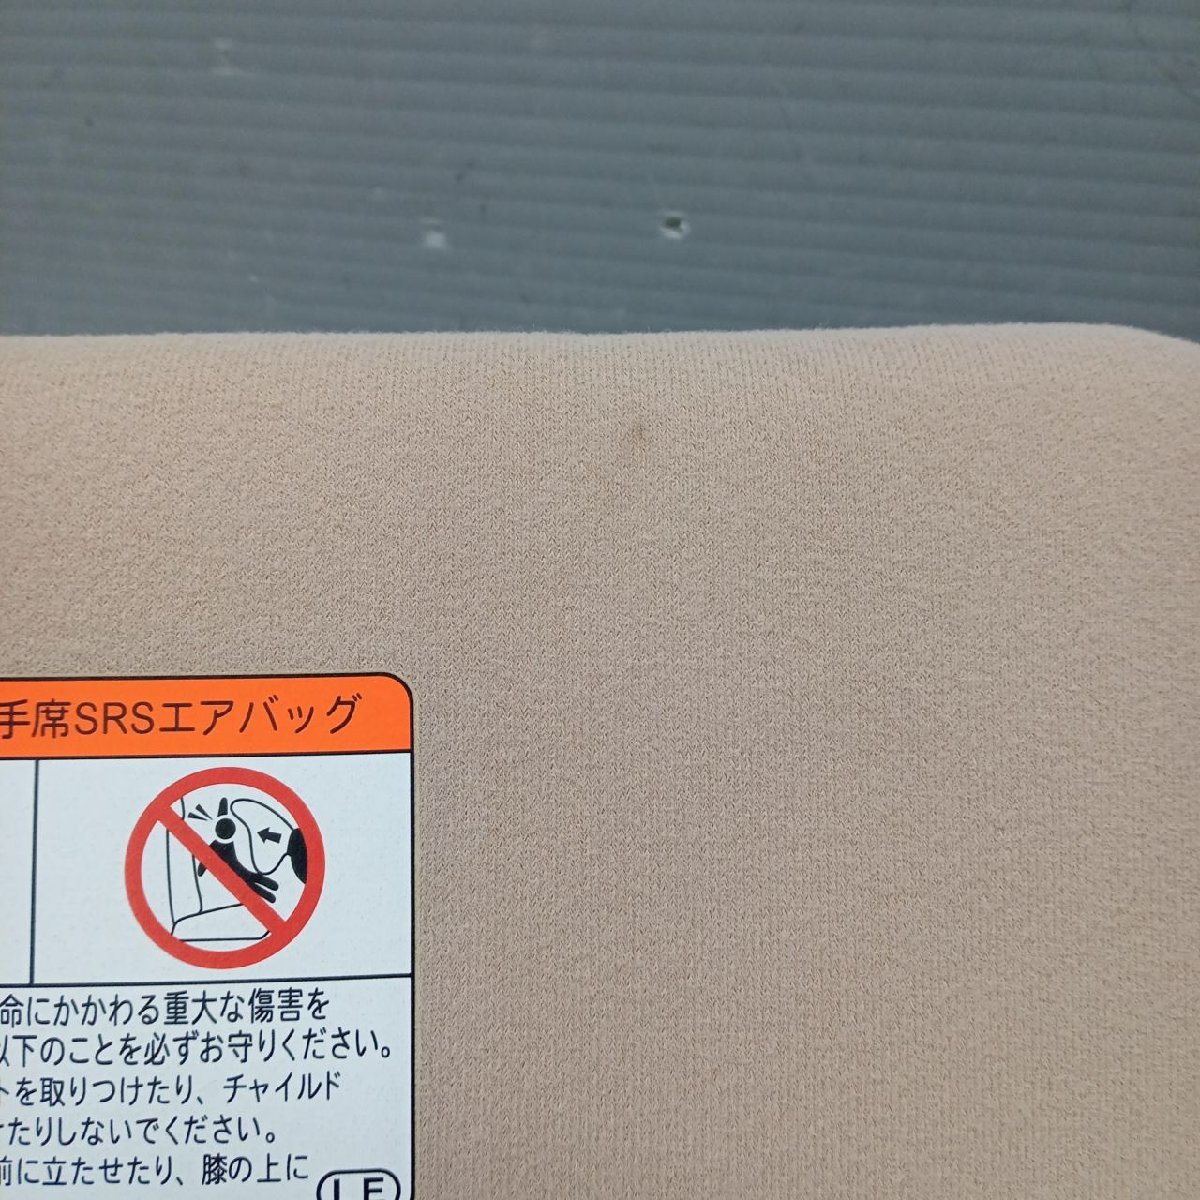 手席SRSエアバッグ
命にかかわる重大な傷害を
以下のことを必ずお守りください。
トを取りつけたり、チャイルド
けたりしないでください。
前に立たせたり、膝の上に
LE